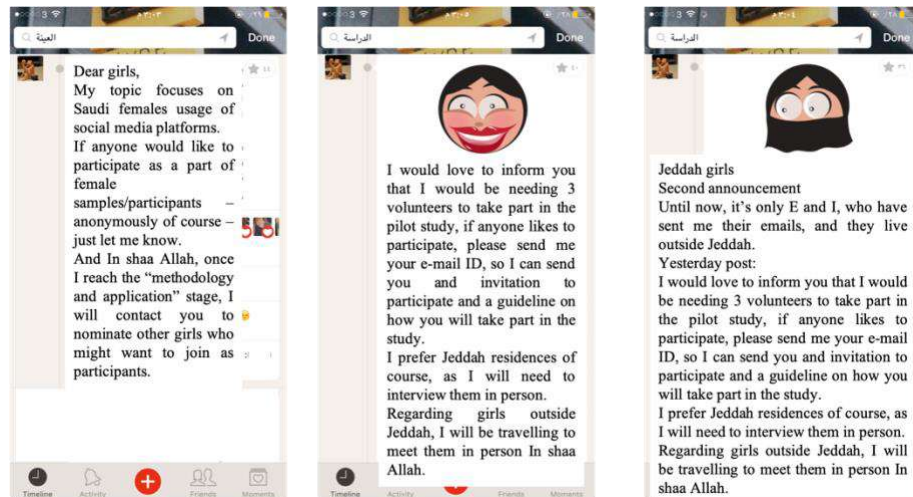 3
العينة
Done
Dear girls,
My topic focuses on
Saudi females usage of
social media platforms.
If anyone would like to
participate as a part of
female
samples/participants –
anonymously of course –
just let me know.
And In shaa Allah, once
I reach the “methodology
and application” stage, I
will contact you to
nominate other girls who
might want to join as
participants.
Timeline
Activity
Friends
Moments
3
الدراسة
Done
I would love to inform you
that I would be needing 3
volunteers to take part in the
pilot study, if anyone likes to
participate, please send me
your e-mail ID, so I can send
you and invitation to
participate and a guideline on
how you will take part in the
study.
I prefer Jeddah residences of
course, as I will need to
interview them in person.
Regarding girls outside
Jeddah, I will be travelling to
meet them in person In shaa
Allah.
Timeline
Activity
Friends
Moments
3
الدراسة
Done
Jeddah girls
Second announcement
Until now, it’s only E and I, who have
sent me their emails, and they live
outside Jeddah.
Yesterday post:
I would love to inform you that I would
be needing 3 volunteers to take part in
the pilot study, if anyone likes to
participate, please send me your e-mail
ID, so I can send you and invitation to
participate and a guideline on how you
will take part in the study.
I prefer Jeddah residences of course, as
I will need to interview them in person.
Regarding girls outside Jeddah, I will
be travelling to meet them in person In
shaa Allah.